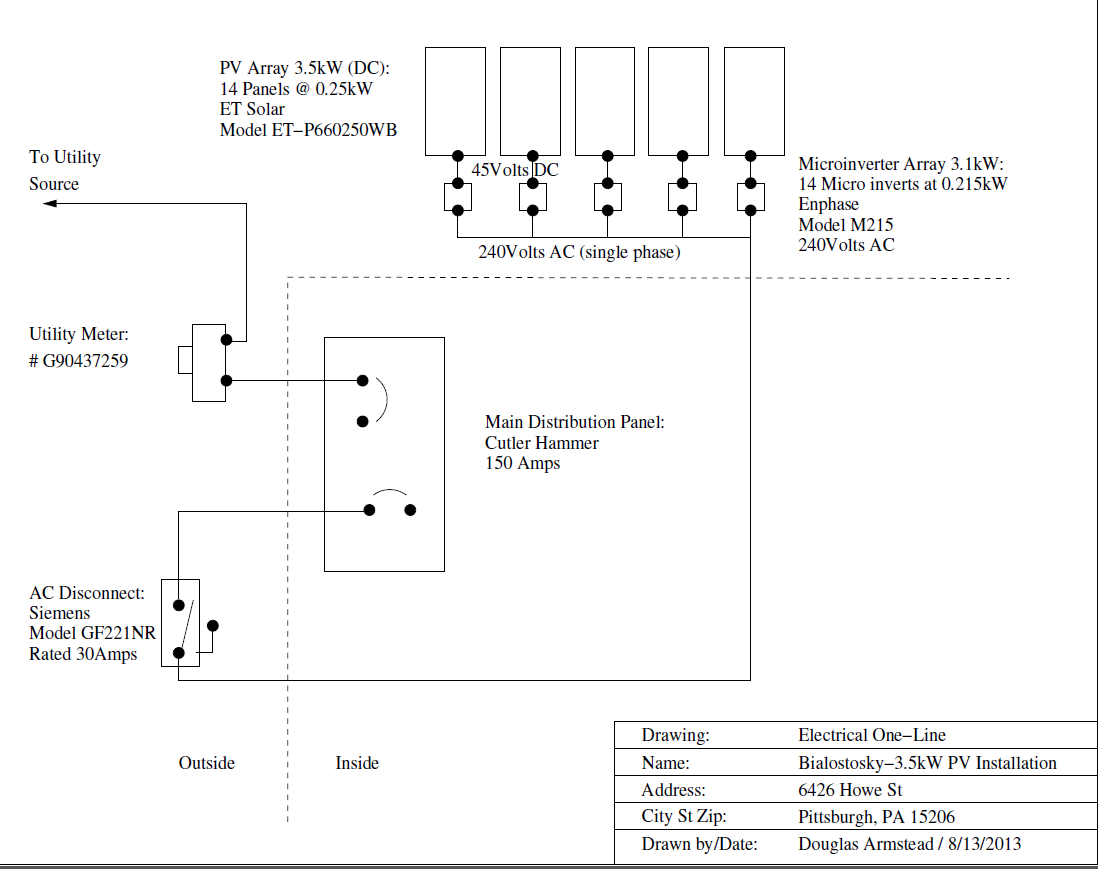 PV Array 3.5kW (DC):
14 Panels @ 0.25kW
ET Solar
Model ET−P660250WB
To Utility
Source
45Volts DC
Microinverter Array 3.1kW:
14 Micro inverts at 0.215kW
Enphase
Model M215
240Volts AC
240Volts AC (single phase)
Utility Meter:
# G90437259
Main Distribution Panel:
Cutler Hammer
150 Amps
AC Disconnect:
Siemens
Model GF221NR
Rated 30Amps
Outside
Inside
Drawing: Electrical One−Line
Name: Bialostosky−3.5kW PV Installation
Address: 6426 Howe St
City St Zip: Pittsburgh, PA 15206
Drawn by/Date: Douglas Armstead / 8/13/2013